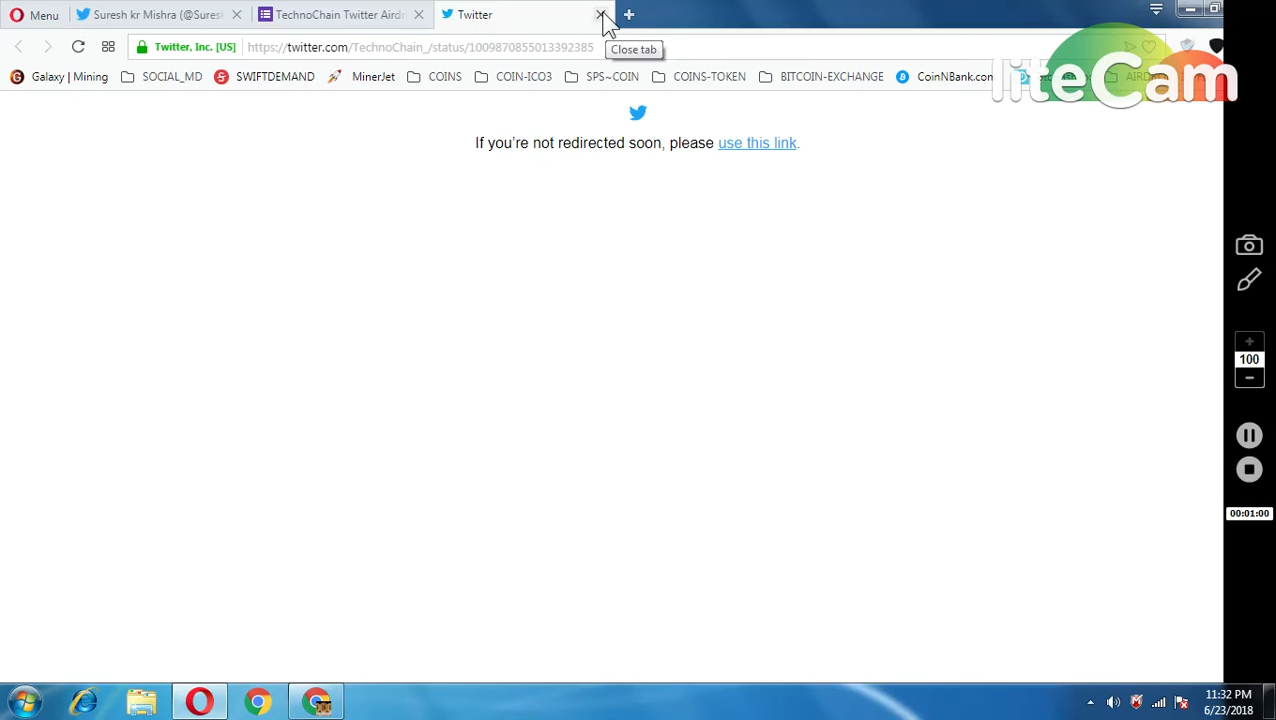 Menu
Suresh kr Mishra (@Sures
TechnoChain Twitter Airdr
Twitter
Twitter, Inc. [US]
https://twitter.com/TechnoChain_/status/1009870855013392385
Close tab
Galaxy | Mining
SOCIAL_MD
SWIFTDEMAND
MinerJet
COINS
COIN-ICO3
SPS~COIN
COINS-TOKEN
BITCOIN-EXCHANGE
CoinNBank.com
liteCam
If you're not redirected soon, please use this link.
100
00:01:00
11:32 PM
6/23/2018